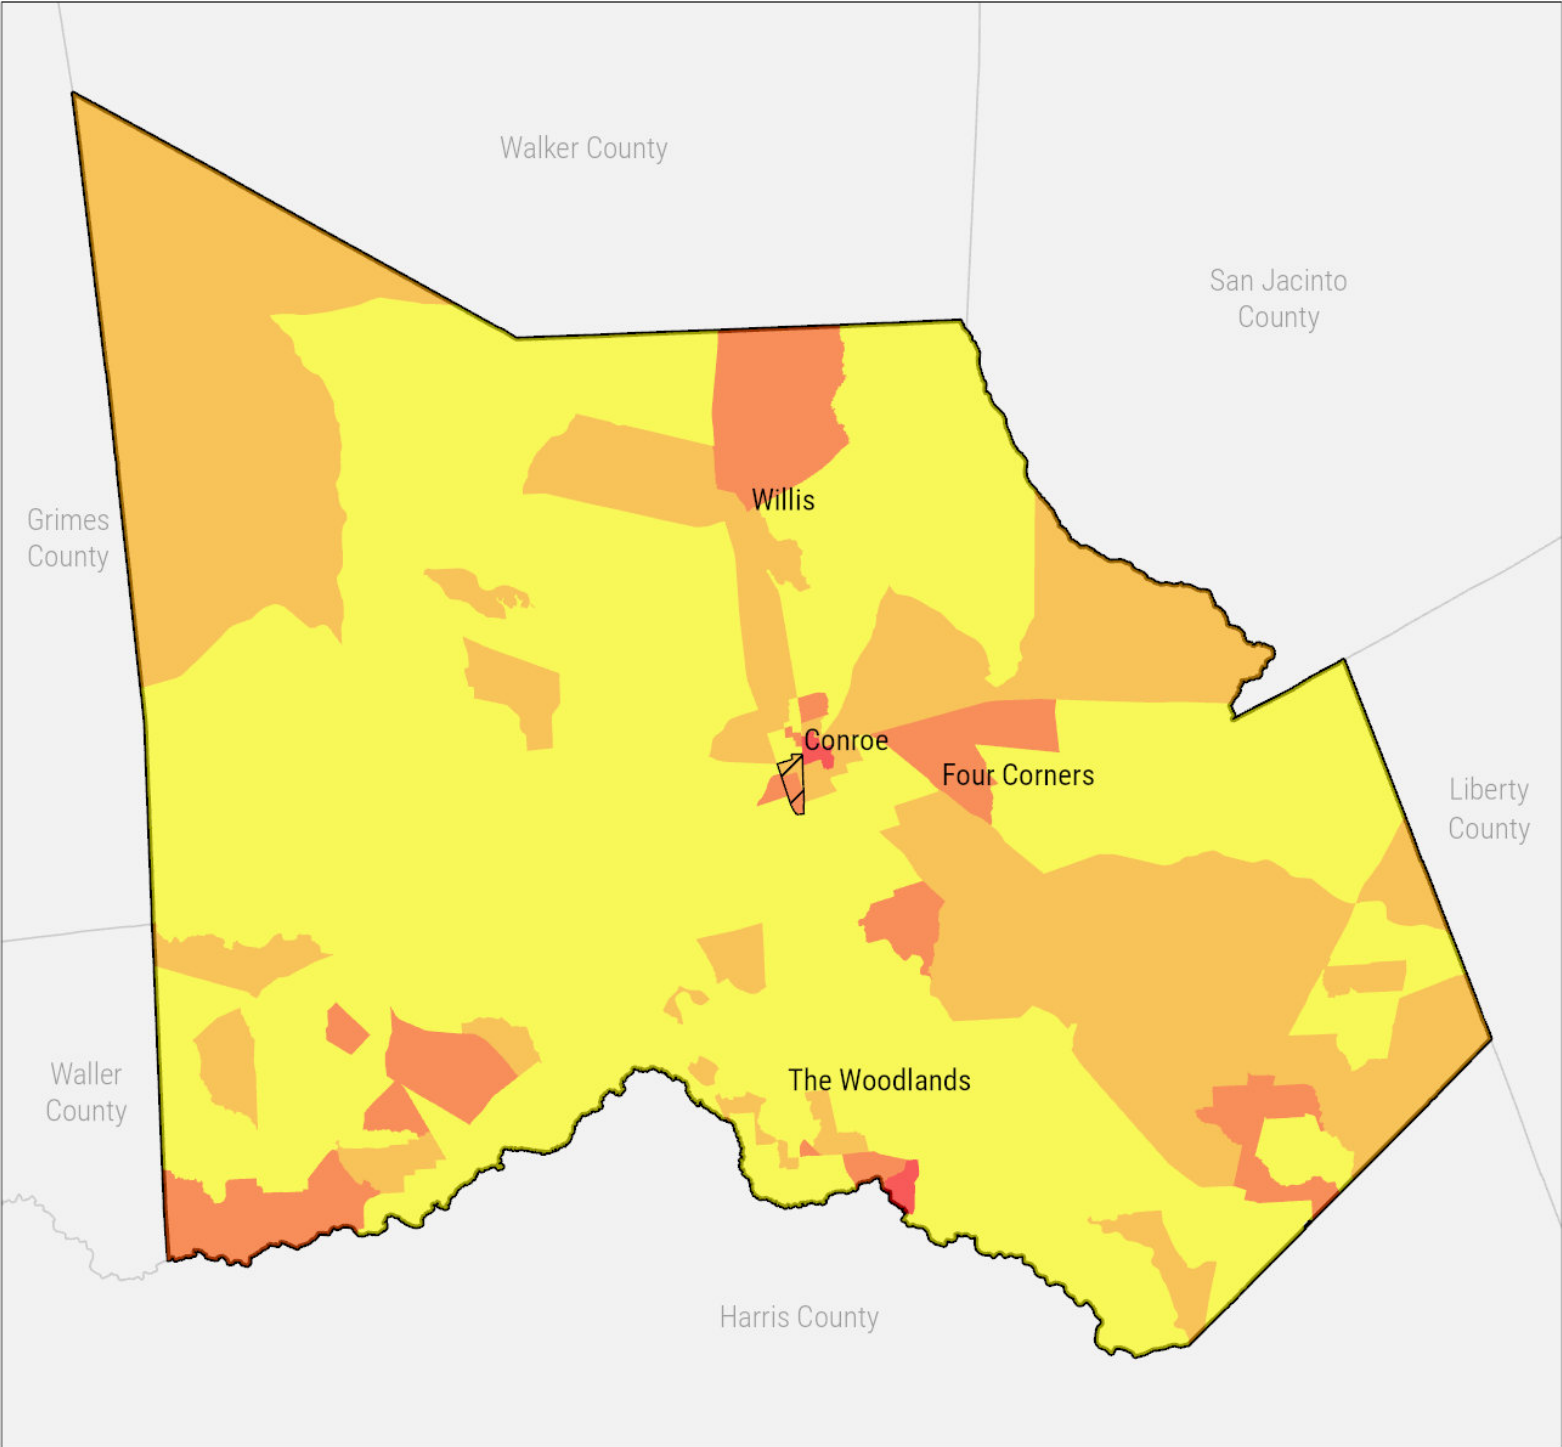 Walker County
San Jacinto
County
Willis
Grimes
County
Conroe
Four Corners
Liberty
County
Waller
County
The Woodlands
Harris County